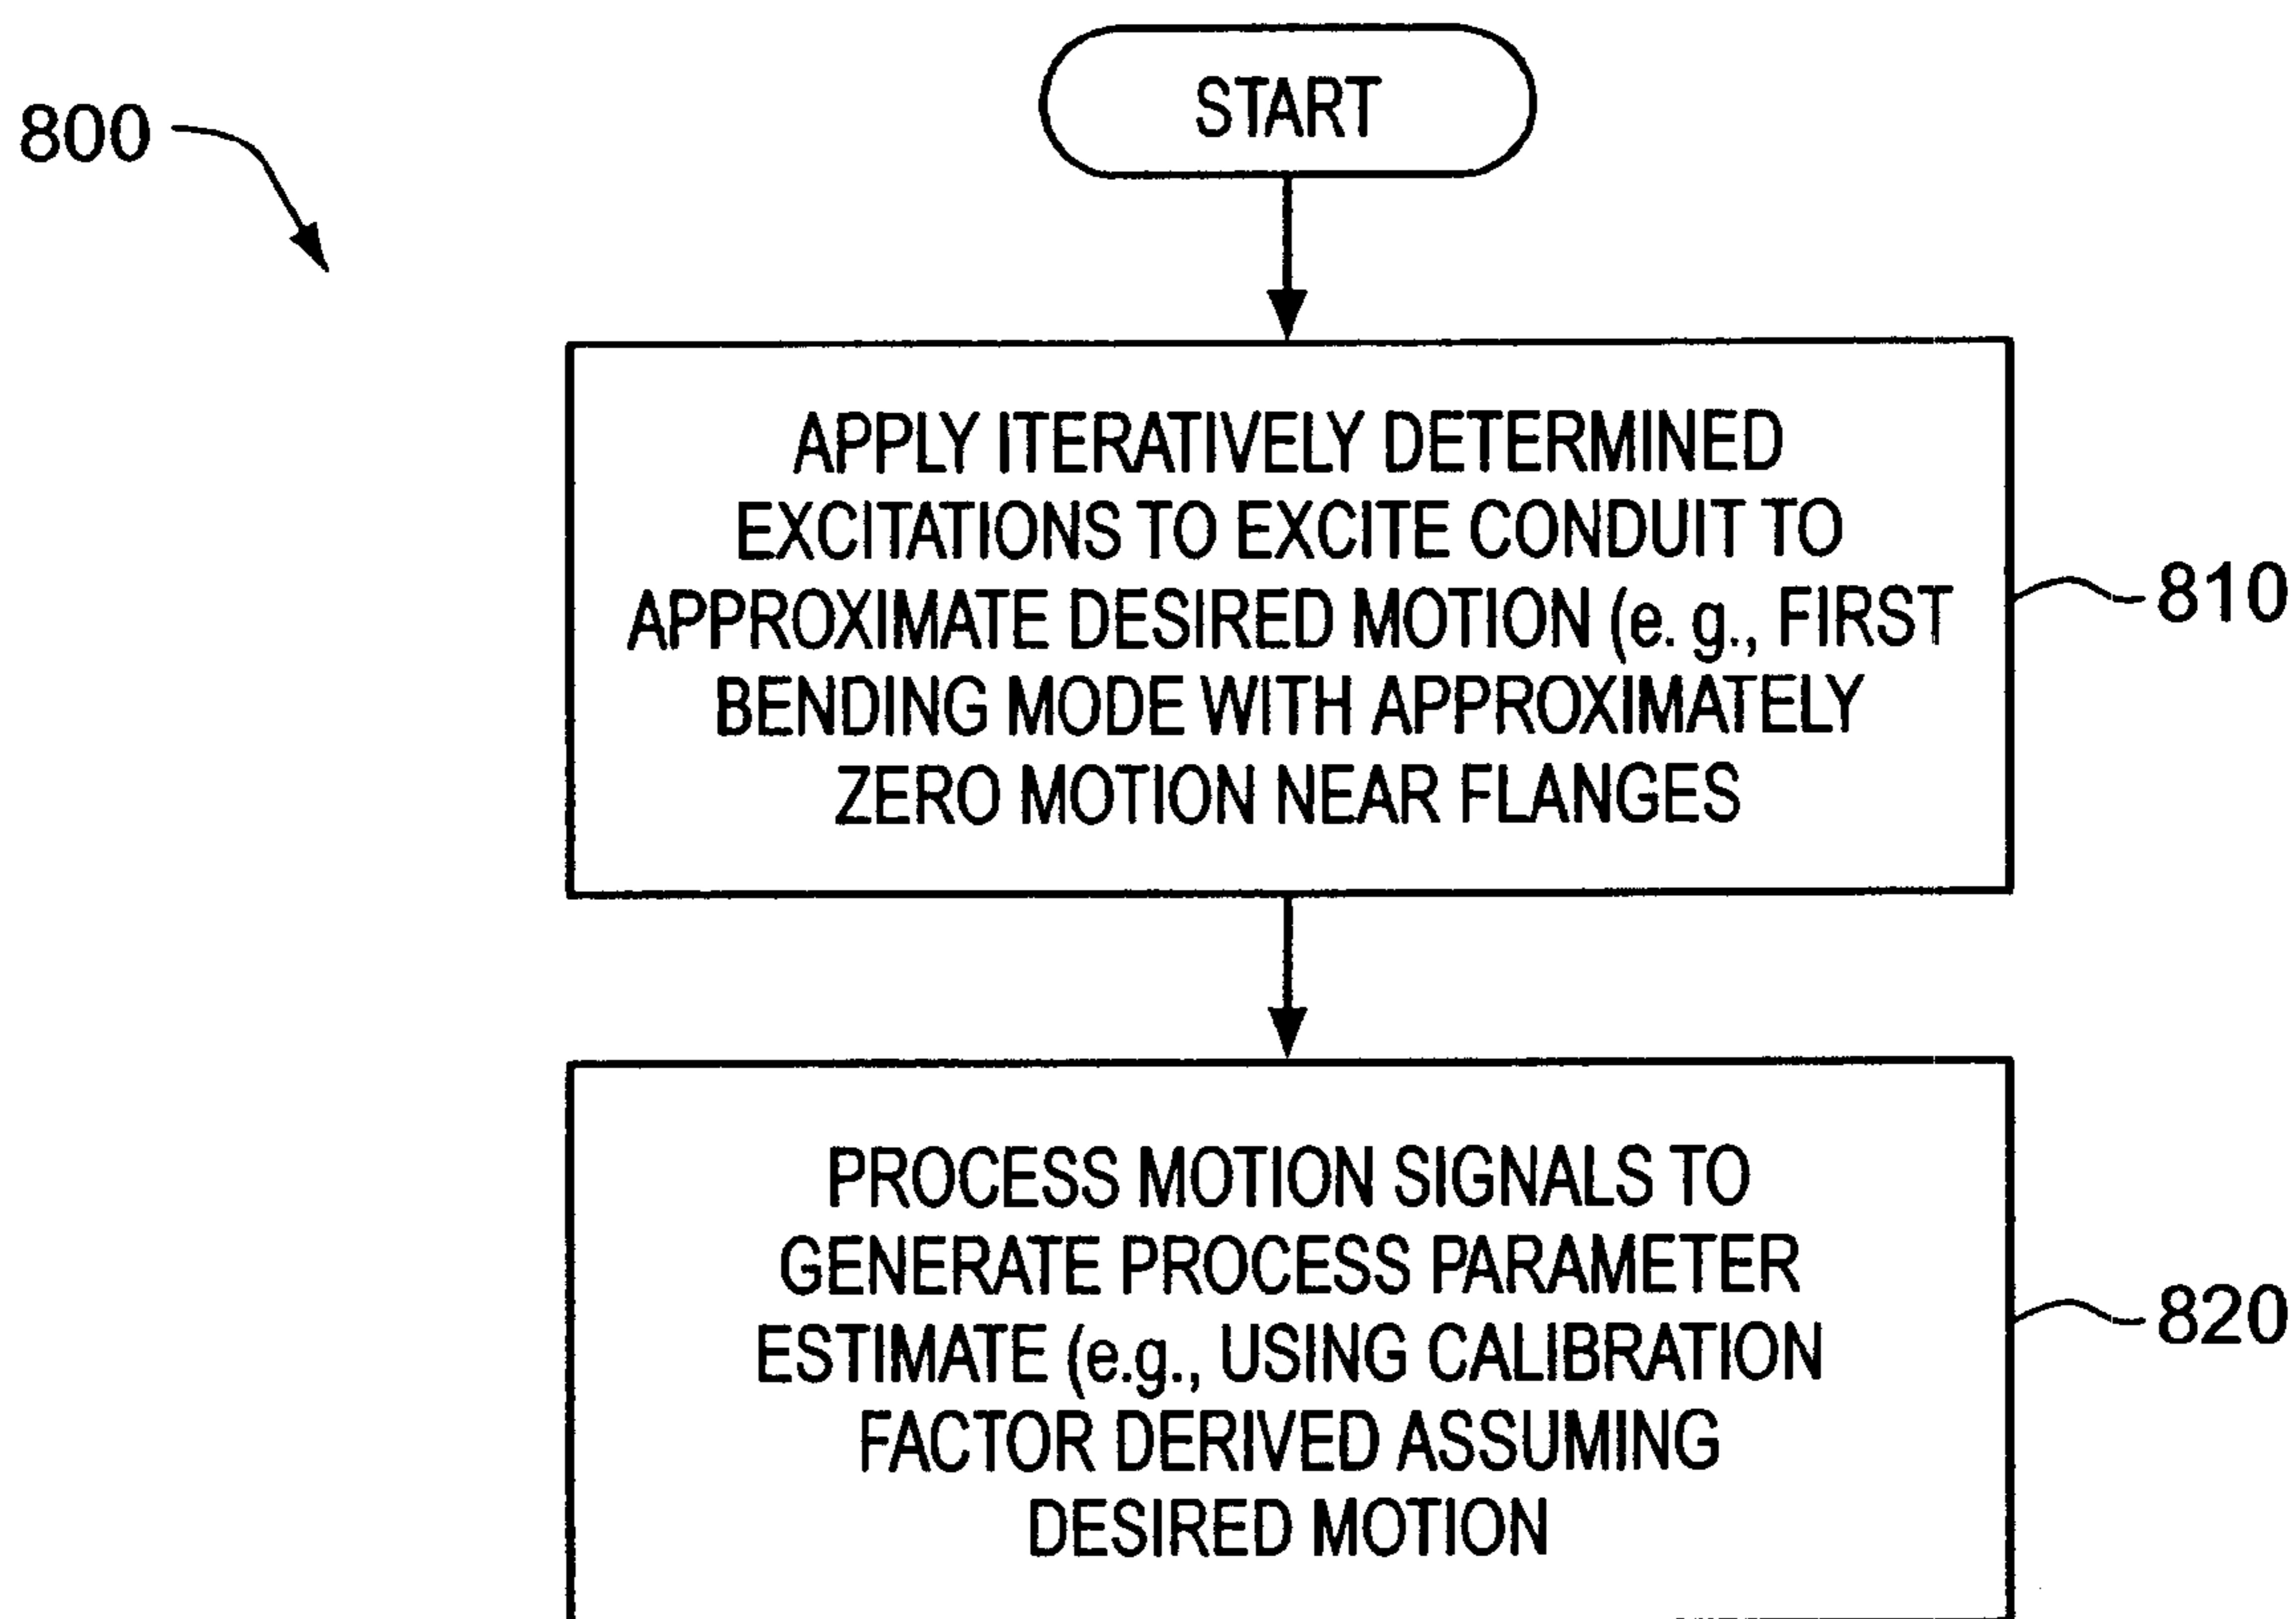 START
800
APPLY ITERATIVELY DETERMINED
EXCITATIONS TO EXCITE CONDUIT TO
APPROXIMATE DESIRED MOTION (e. g., FIRST
BENDING MODE WITH APPROXIMATELY
ZERO MOTION NEAR FLANGES
810
PROCESS MOTION SIGNALS TO
GENERATE PROCESS PARAMETER
ESTIMATE (e.g., USING CALIBRATION
FACTOR DERIVED ASSUMING
DESIRED MOTION
820